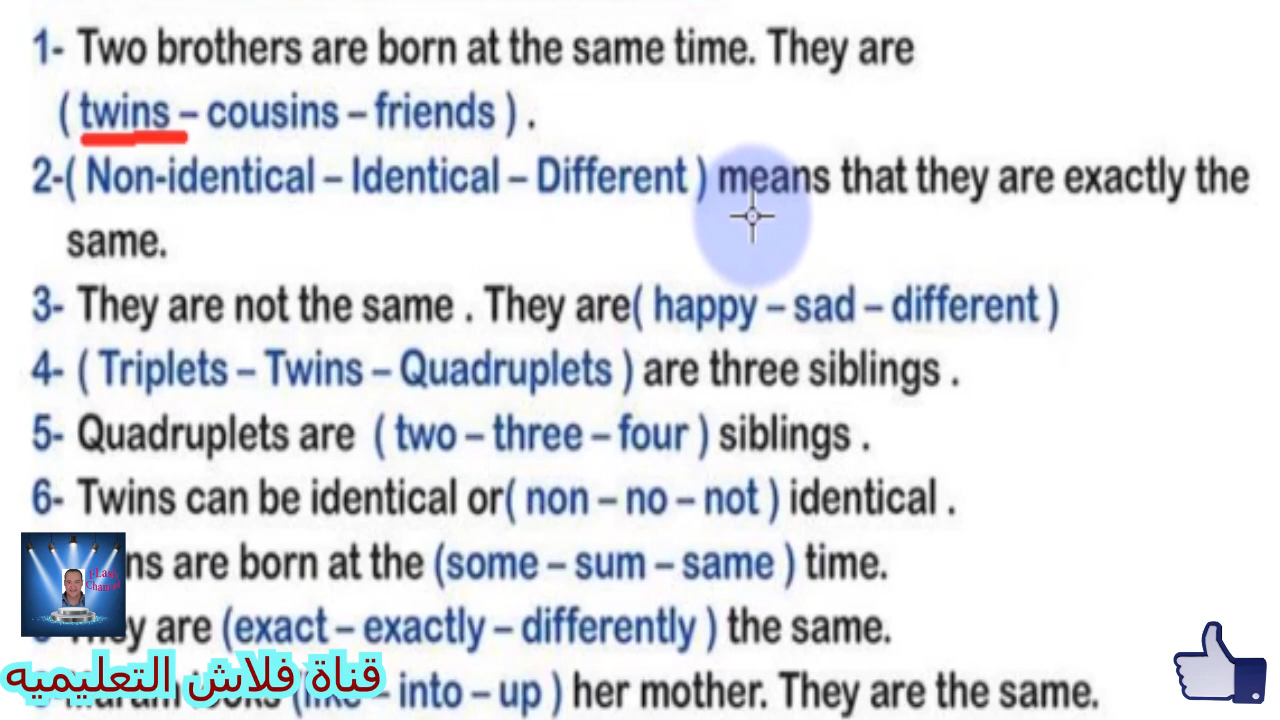 1- Two brothers are born at the same time. They are
( twins – cousins – friends ) .
2-( Non-identical – Identical – Different ) means that they are exactly the
same.
3- They are not the same . They are( happy – sad – different )
4- ( Triplets – Twins – Quadruplets ) are three siblings .
5- Quadruplets are ( two – three – four ) siblings .
6- Twins can be identical or( non – no – not ) identical .
ns are born at the (some – sum – same ) time.
They are (exact – exactly – differently ) the same.
Maram looks (like – into – up ) her mother. They are the same.
قناة فلاش التعليميه